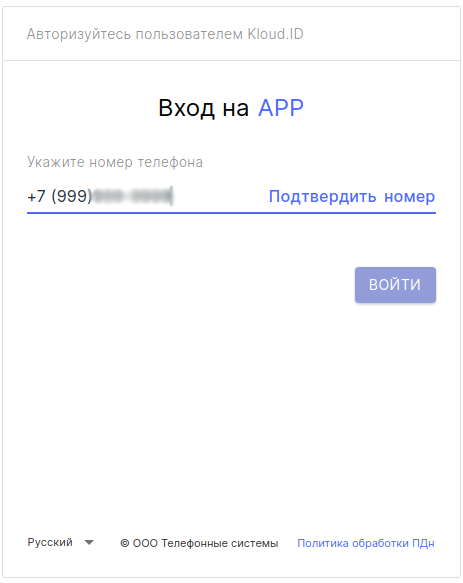 Авторизуйтесь пользователем Kloud.ID
Вход на APP
Укажите номер телефона
+7 (999) Подтвердить номер
ВОЙТИ
Русский © ООО Телефонные системы Политика обработки ПДн